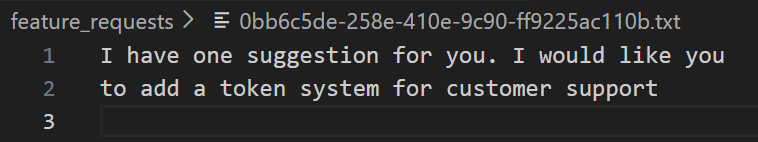 feature_requests > 0bb6c5de-258e-410e-9c90-ff9225ac110b.txt
1 I have one suggestion for you. I would like you
2 to add a token system for customer support
3